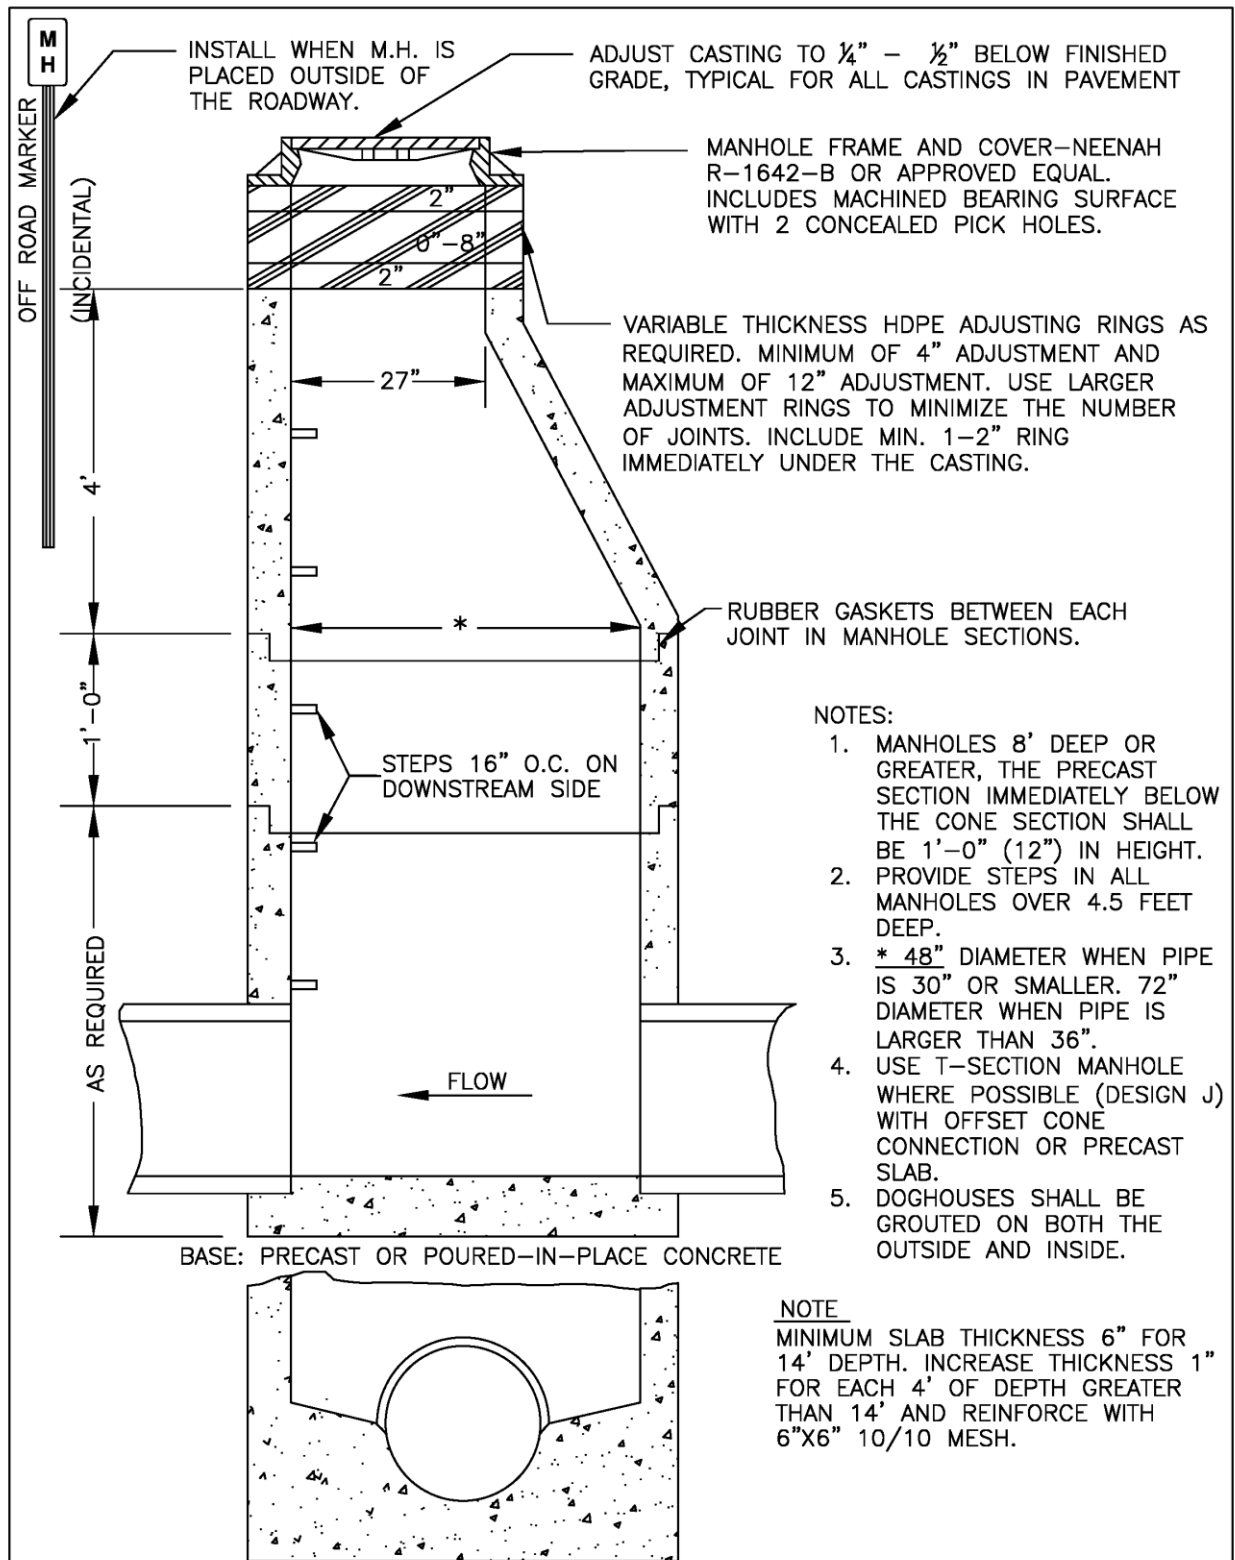 M
H
INSTALL WHEN M.H. IS
PLACED OUTSIDE OF
THE ROADWAY.
ADJUST CASTING TO ¼” – ½” BELOW FINISHED
GRADE, TYPICAL FOR ALL CASTINGS IN PAVEMENT
OFF ROAD MARKER
(INCIDENTAL)
MANHOLE FRAME AND COVER–NEENAH
R–1642–B OR APPROVED EQUAL.
INCLUDES MACHINED BEARING SURFACE
WITH 2 CONCEALED PICK HOLES.
2”
0”–8”
2”
VARIABLE THICKNESS HDPE ADJUSTING RINGS AS
REQUIRED. MINIMUM OF 4” ADJUSTMENT AND
MAXIMUM OF 12” ADJUSTMENT. USE LARGER
ADJUSTMENT RINGS TO MINIMIZE THE NUMBER
OF JOINTS. INCLUDE MIN. 1–2” RING
IMMEDIATELY UNDER THE CASTING.
27”
4’
*
RUBBER GASKETS BETWEEN EACH
JOINT IN MANHOLE SECTIONS.
1’–0”
STEPS 16” O.C. ON
DOWNSTREAM SIDE
AS REQUIRED
FLOW
NOTES:
1. MANHOLES 8’ DEEP OR
GREATER, THE PRECAST
SECTION IMMEDIATELY BELOW
THE CONE SECTION SHALL
BE 1’–0” (12”) IN HEIGHT.
2. PROVIDE STEPS IN ALL
MANHOLES OVER 4.5 FEET
DEEP.
3. * 48” DIAMETER WHEN PIPE
IS 30” OR SMALLER. 72”
DIAMETER WHEN PIPE IS
LARGER THAN 36”.
4. USE T–SECTION MANHOLE
WHERE POSSIBLE (DESIGN J)
WITH OFFSET CONE
CONNECTION OR PRECAST
SLAB.
5. DOGHOUSES SHALL BE
GROUTED ON BOTH THE
OUTSIDE AND INSIDE.
BASE: PRECAST OR POURED–IN–PLACE CONCRETE
NOTE
MINIMUM SLAB THICKNESS 6” FOR
14’ DEPTH. INCREASE THICKNESS 1”
FOR EACH 4’ OF DEPTH GREATER
THAN 14’ AND REINFORCE WITH
6”X6” 10/10 MESH.